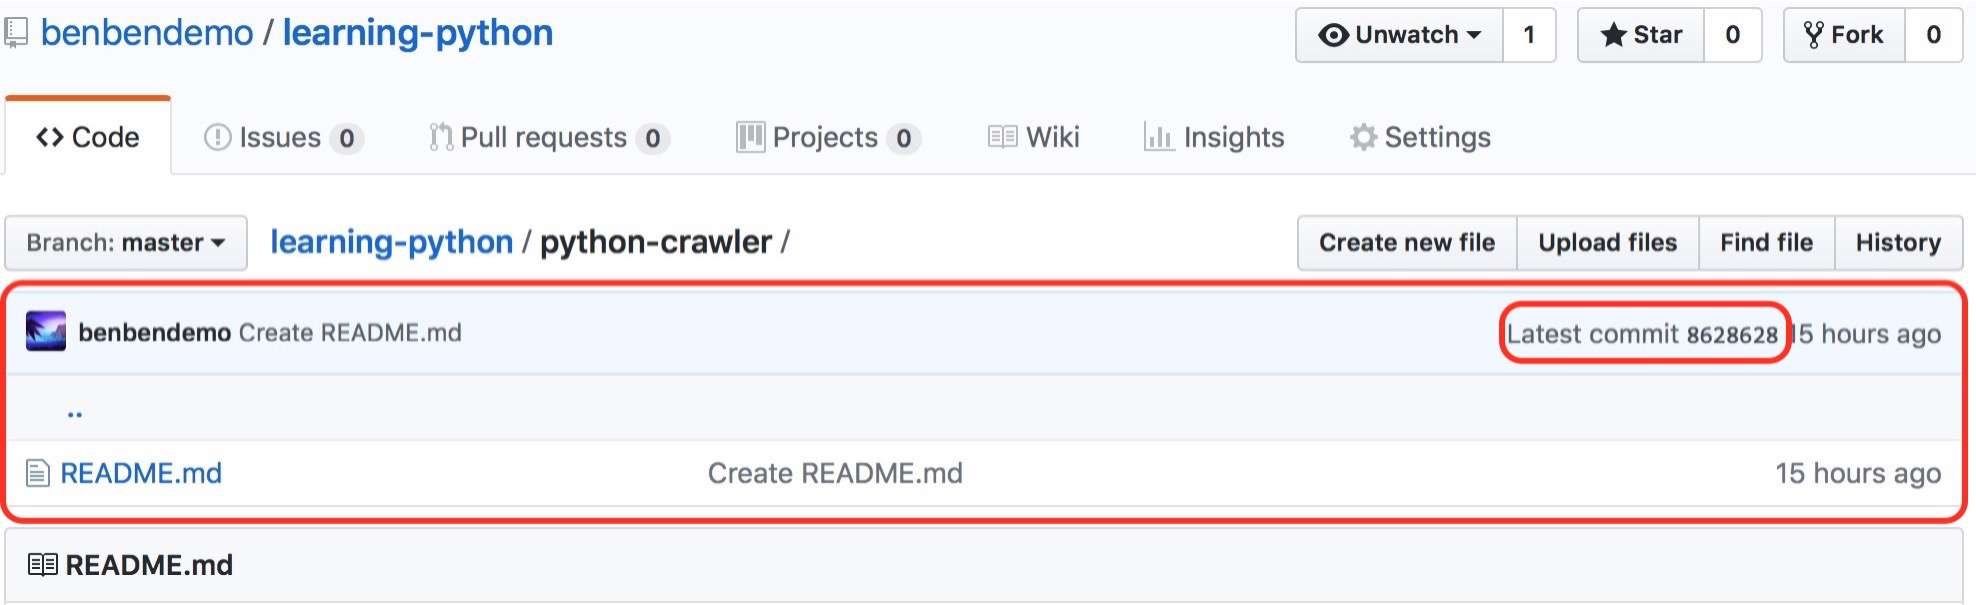 benbendemo / learning-python Unwatch 1 Star 0 Fork 0
Code Issues 0 Pull requests 0 Projects 0 Wiki Insights Settings
Branch: master learning-python / python-crawler / Create new file Upload files Find file History
benbendemo Create README.md Latest commit 8628628 15 hours ago
..
README.md Create README.md 15 hours ago
README.md